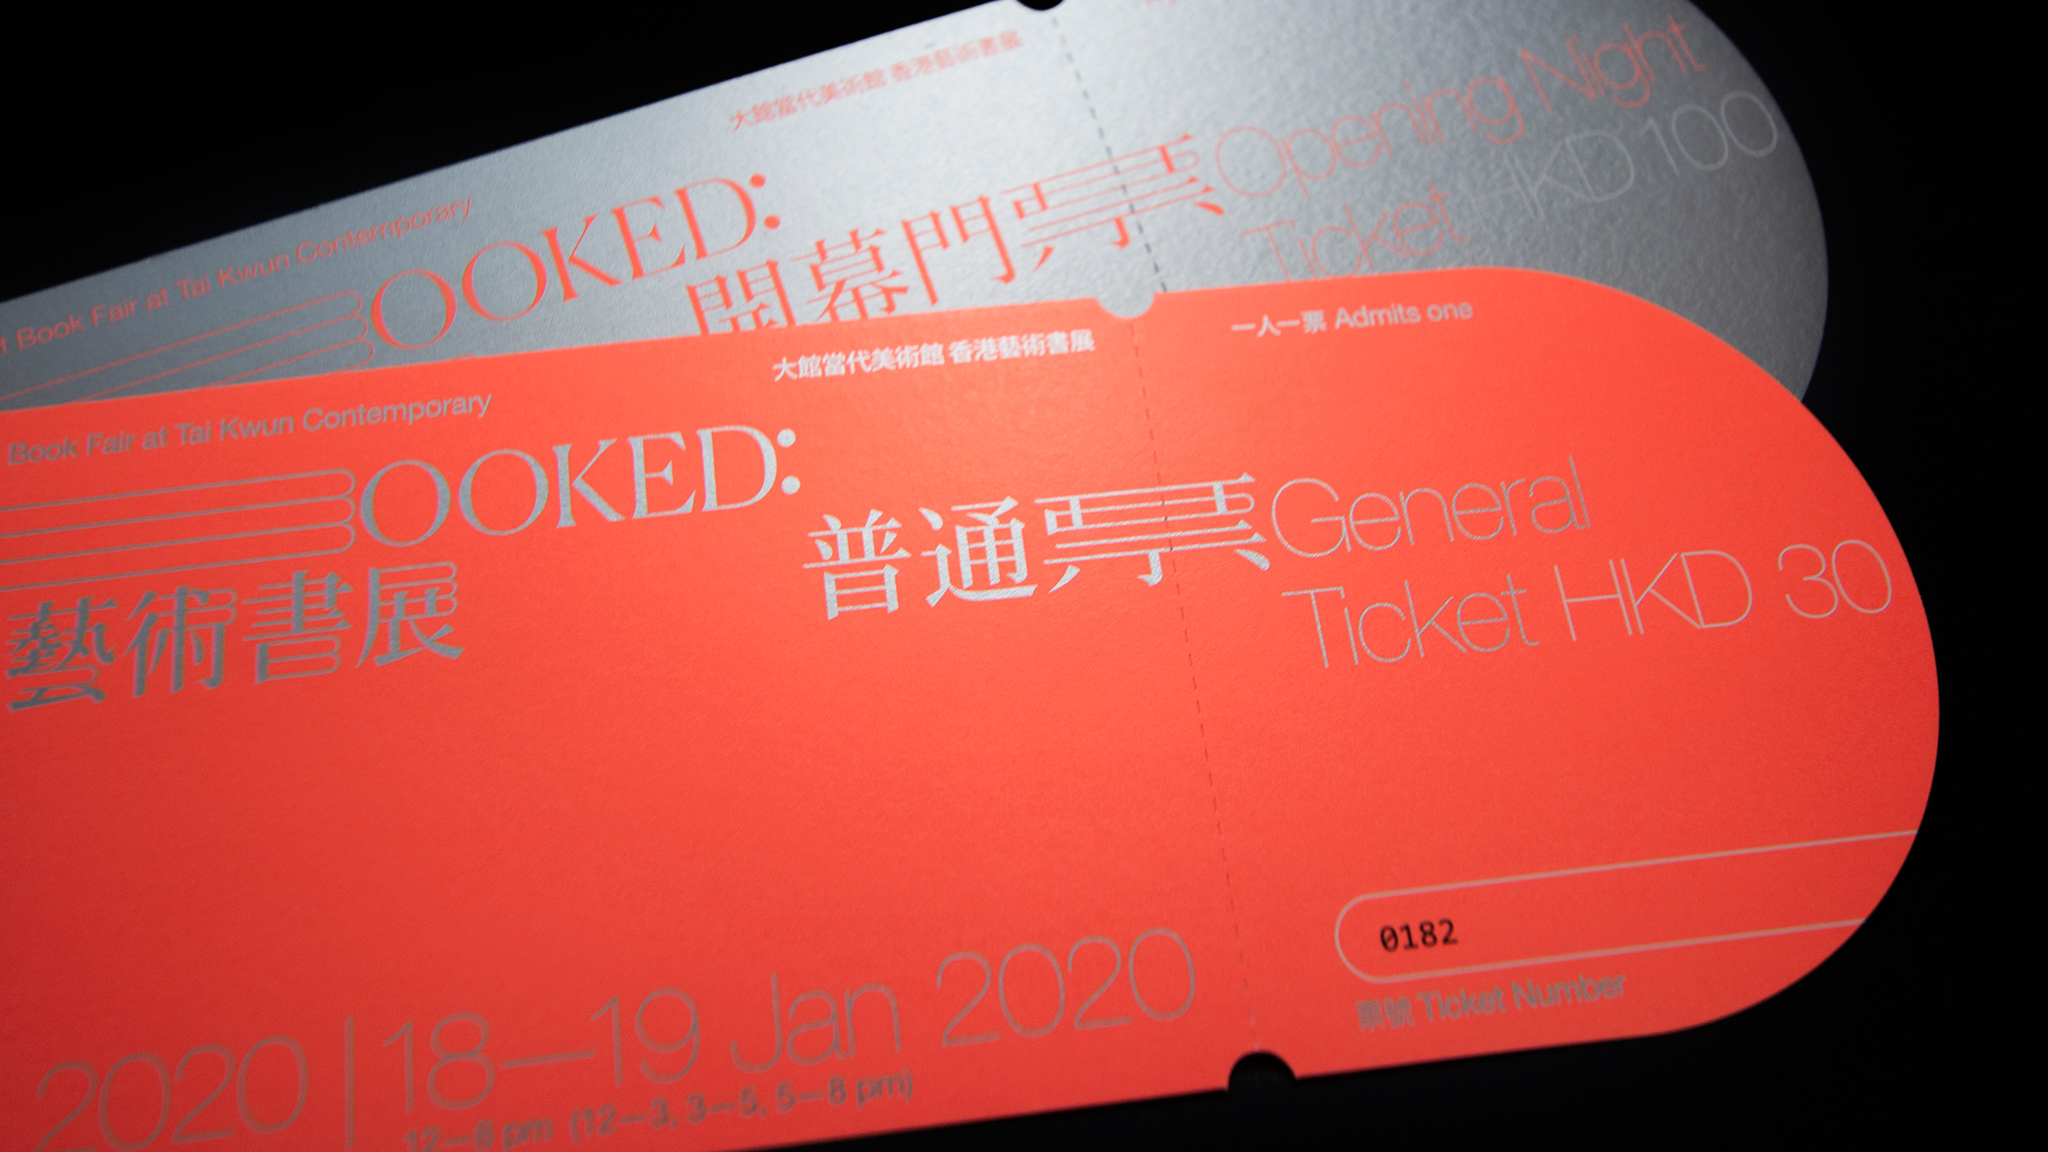 大館當代美術館 香港藝術書展
Book Fair at Tai Kwun Contemporary
OOKED:
開幕門票
Opening Night
Ticket HKD 100
Book Fair at Tai Kwun Contemporary
大館當代美術館 香港藝術書展
一人一票 Admits one
OOKED:
藝術書展
普通票
General
Ticket HKD 30
0182
票號 Ticket Number
2020 | 18—19 Jan 2020
12—8 pm (12—3, 3—5, 5—8 pm)